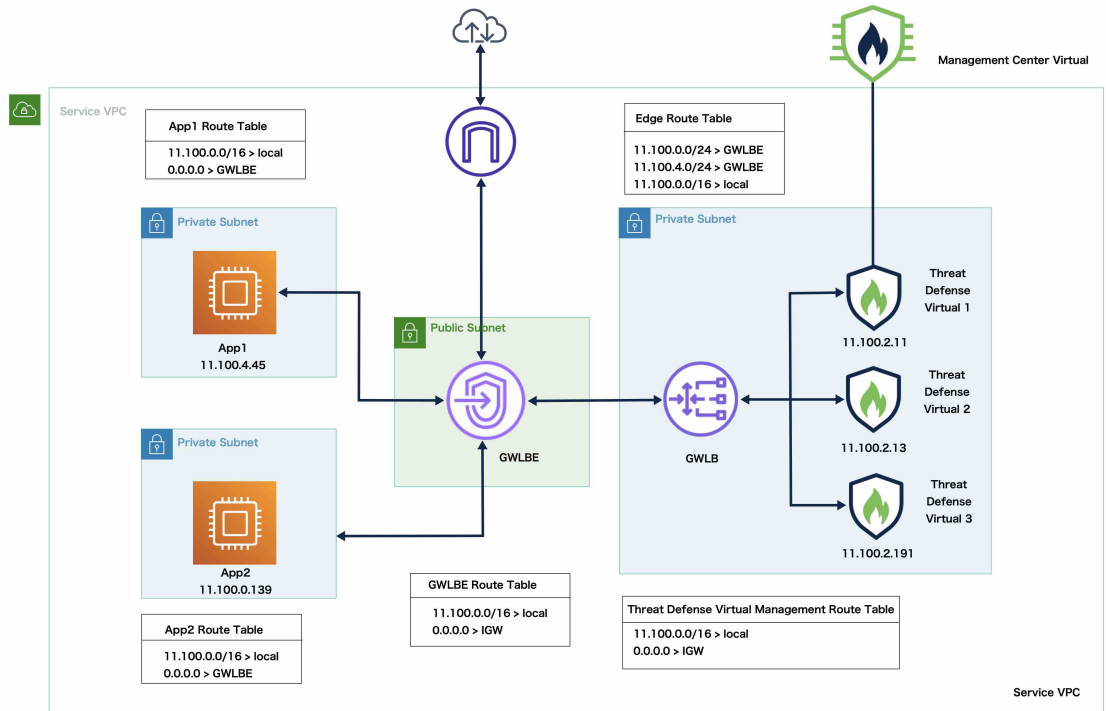 Management Center Virtual
Service VPC
App1 Route Table
11.100.0.0/16 > local
0.0.0.0 > GWLBE
Edge Route Table
11.100.0.0/24 > GWLBE
11.100.4.0/24 > GWLBE
11.100.0.0/16 > local
Private Subnet
App1
11.100.4.45
Private Subnet
Threat
Defense
Virtual 1
11.100.2.11
Public Subnet
GWLBE
GWLB
Threat
Defense
Virtual 2
11.100.2.13
Private Subnet
App2
11.100.0.139
Threat
Defense
Virtual 3
11.100.2.191
GWLBE Route Table
11.100.0.0/16 > local
0.0.0.0 > IGW
App2 Route Table
11.100.0.0/16 > local
0.0.0.0 > GWLBE
Threat Defense Virtual Management Route Table
11.100.0.0/16 > local
0.0.0.0 > IGW
Service VPC